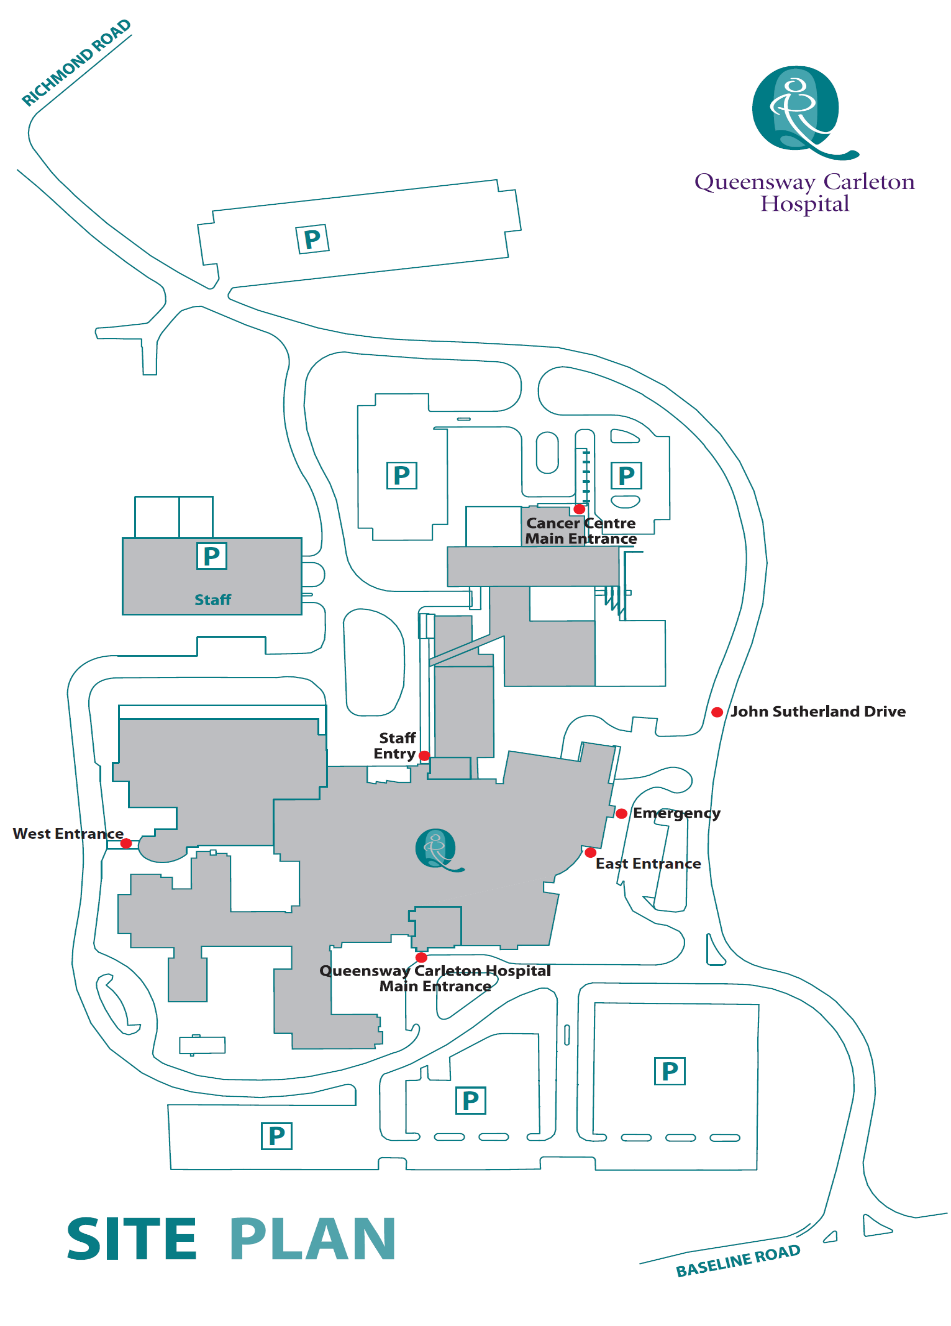 RICHMOND ROAD
Queensway Carleton
Hospital
P
P
P
Cancer Centre
Main Entrance
P
Staff
John Sutherland Drive
Staff
Entry
Emergency
West Entrance
East Entrance
Queensway Carleton Hospital
Main Entrance
P
P
P
SITE PLAN
BASELINE ROAD